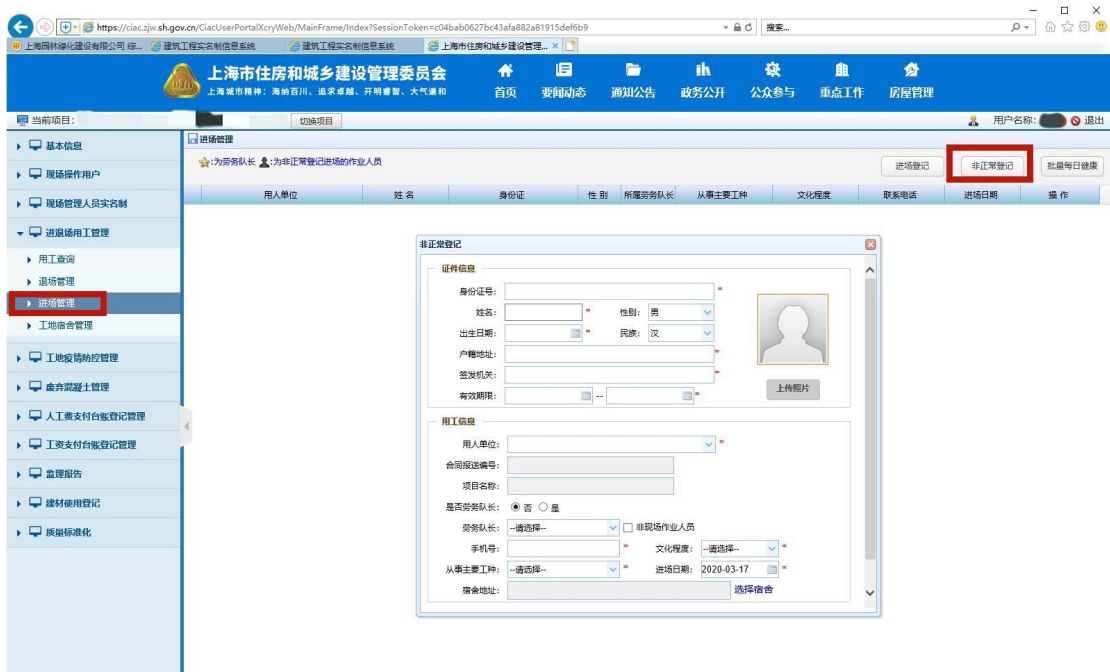 https://ciac.zjw.sh.gov.cn/CiacUserPortalXcryWeb/MainFrame/Index?SessionToken=c04bab0627bc43afa882a81915def6b9
搜索...
上海园林绿化建设有限公司 综...
建筑工程实名制信息系统
建筑工程实名制信息系统
上海市住房和城乡建设管理...
上海市住房和城乡建设管理委员会
上海城市精神：海纳百川、追求卓越、开明睿智、大气谦和
首页 要闻动态 通知公告 政务公开 公众参与 重点工作 房屋管理
当前项目：
切换项目
用户名称：
退出
基本信息
现场操作用户
现场管理人员实名制
进退场用工管理
用工查询
退场管理
进场管理
工地宿舍管理
工地疫情防控管理
废弃混凝土管理
人工费支付台账登记管理
工资支付台账登记管理
监理报告
建材使用登记
质量标准化
进场管理
:为劳务队长 :为非正常登记进场的作业人员
进场登记 非正常登记 批量每日健康
用人单位 姓 名 身份证 性 别 所属劳务队长 从事主要工种 文化程度 联系电话 进场日期 操 作
非正常登记
证件信息
身份证号： *
姓名： * 性别： 男
出生日期： * 民族： 汉
户籍地址： *
签发机关： *
有效期限： -- *
上传照片
用工信息
用人单位： *
合同报送编号：
项目名称：
是否劳务队长： 否 是
劳务队长： --请选择-- 非现场作业人员
手机号： * 文化程度： --请选择-- *
从事主要工种： --请选择-- * 进场日期： 2020-03-17 *
宿舍地址： 选择宿舍